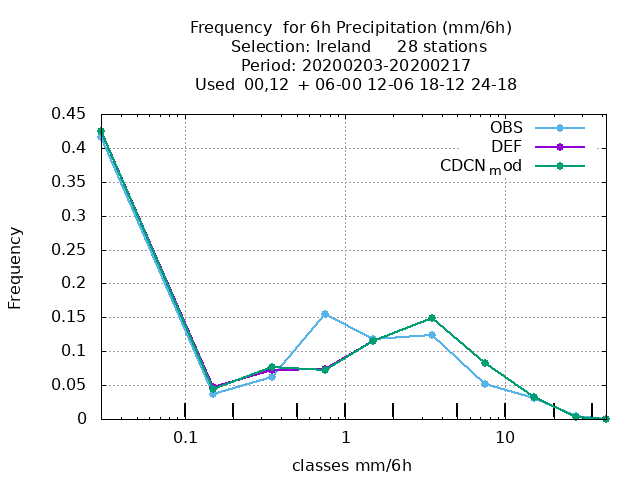 Frequency  for 6h Precipitation (mm/6h)
Selection: Ireland     28 stations
Period: 20200203-20200217
Used  00,12  + 06-00 12-06 18-12 24-18
0.45
0.4
0.35
0.3
0.25
0.2
0.15
0.1
0.05
0
Frequency
OBS
DEF
CDCNmod
0.1 1 10
classes mm/6h